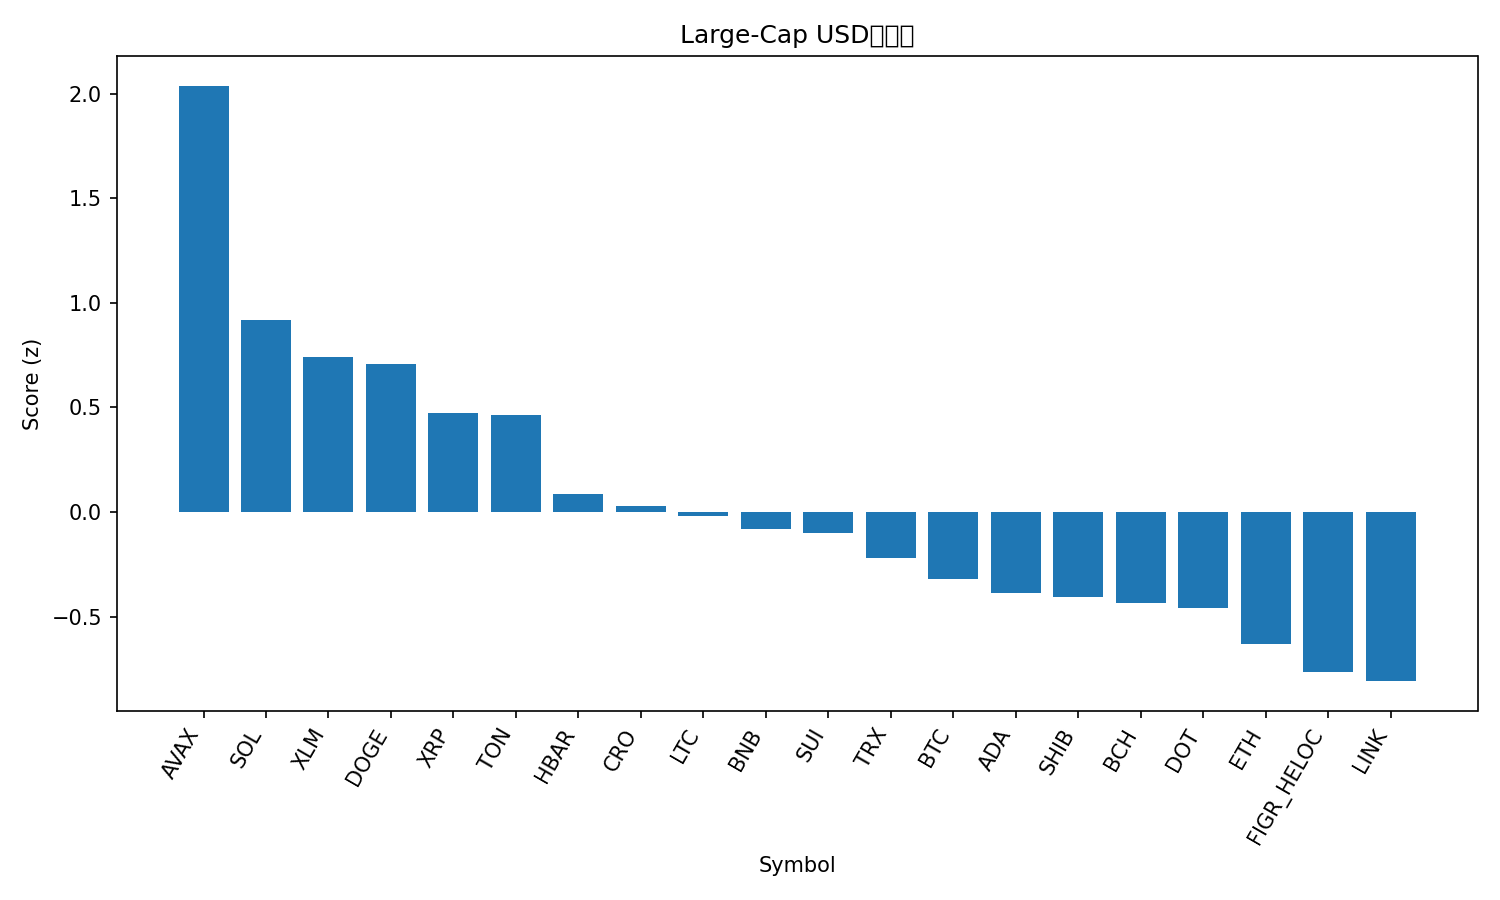 Large-Cap USD
Score (z)
2.0
1.5
1.0
0.5
0.0
−0.5
AVAX
SOL
XLM
DOGE
XRP
TON
HBAR
CRO
LTC
BNB
SUI
TRX
BTC
ADA
SHIB
BCH
DOT
ETH
FIGR_HELOC
LINK
Symbol